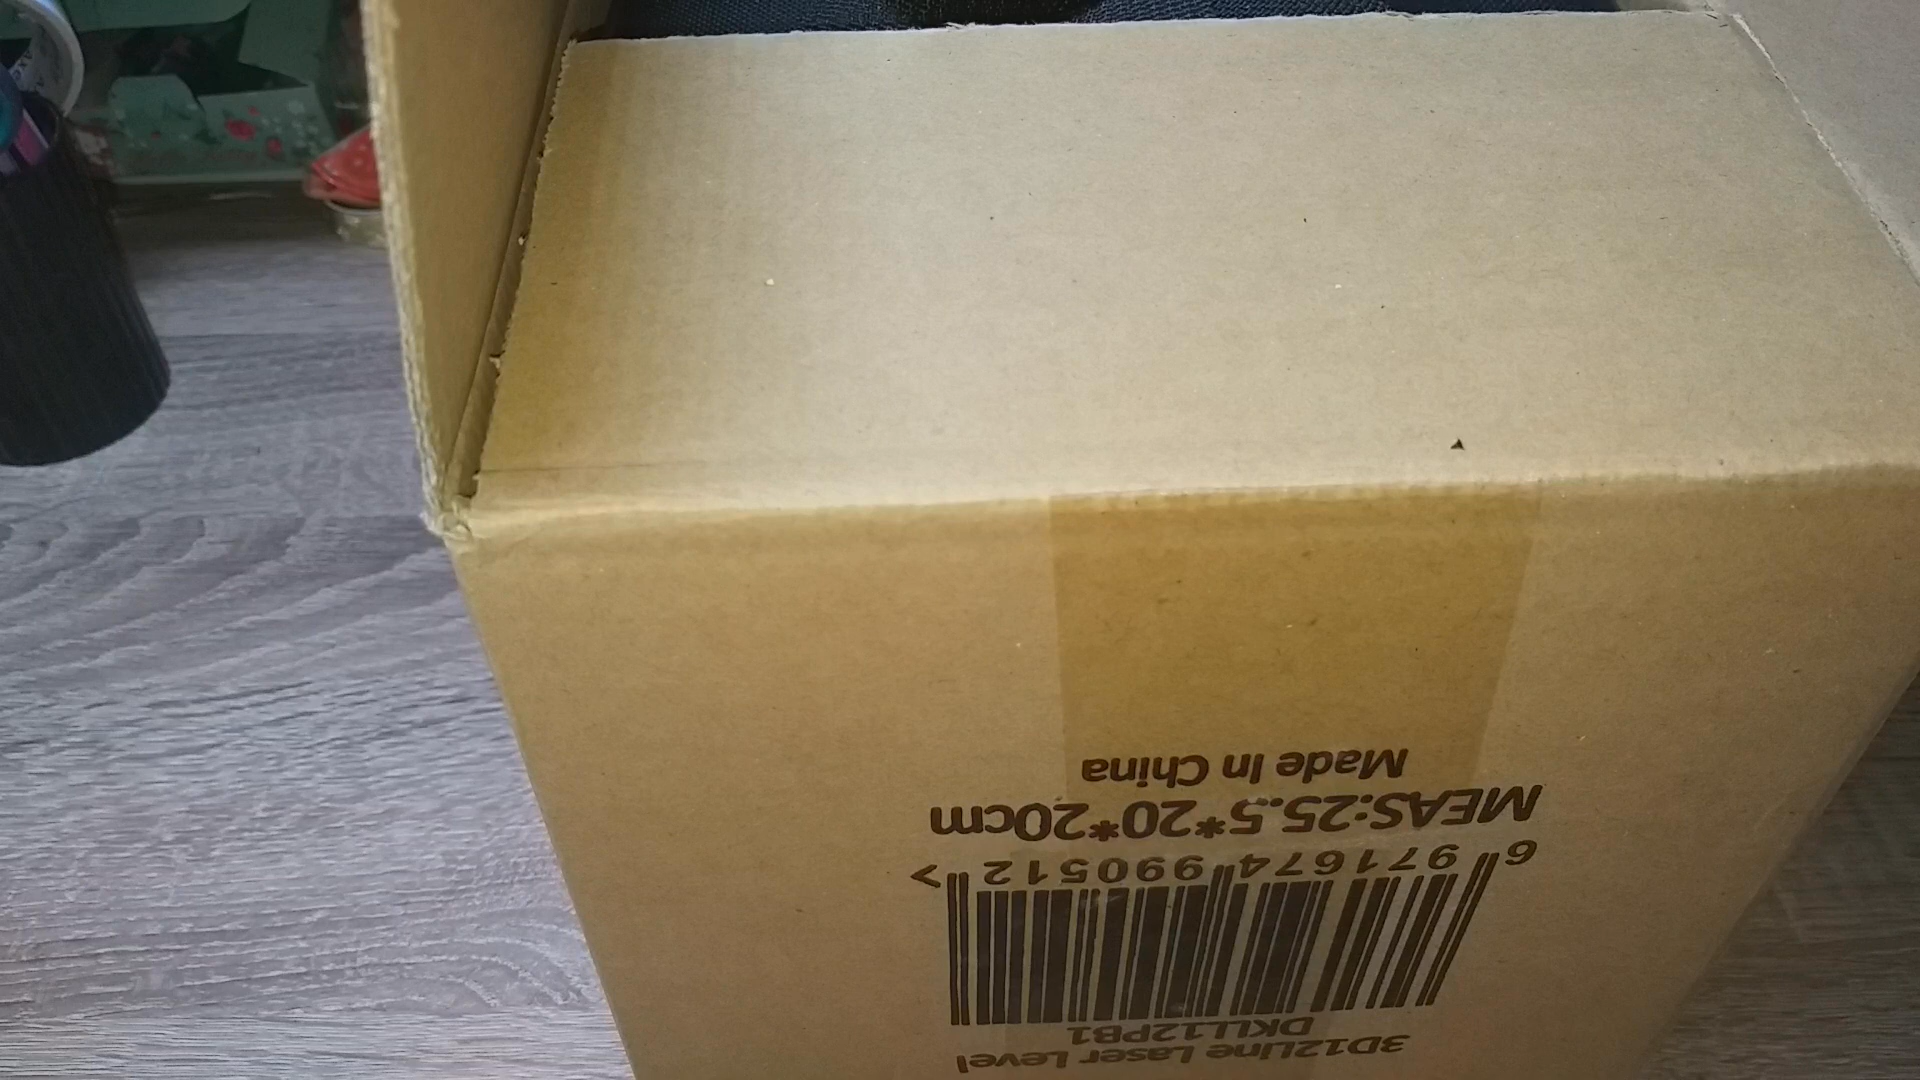 3D12Line Laser Level
DKLL12PB1
6 971674 990512 >
MEAS:25.5*20*20cm
Made In China